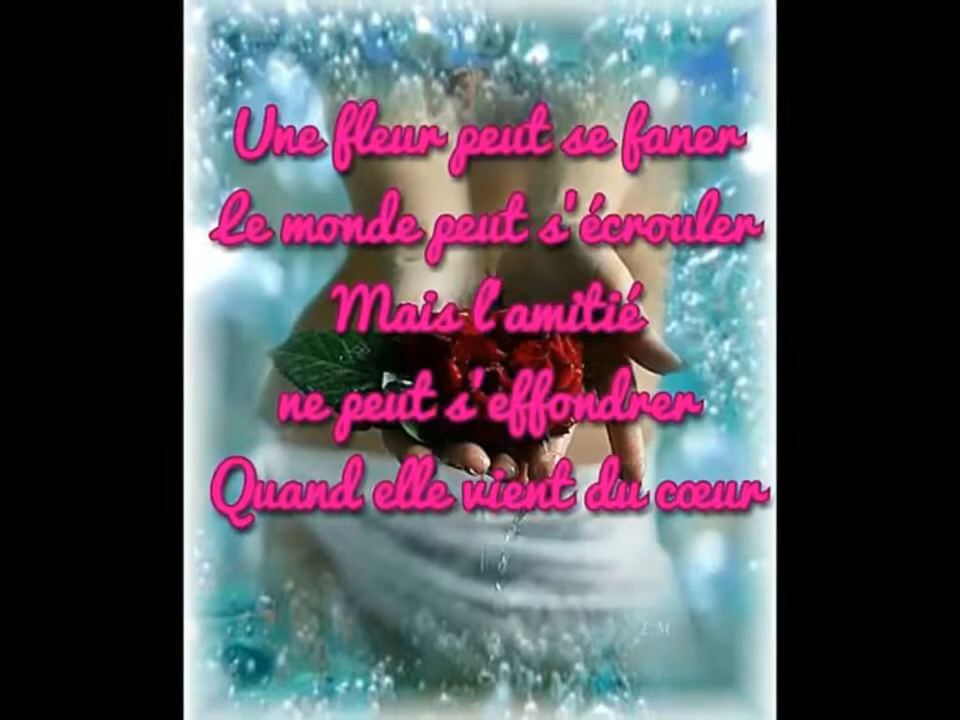 Une fleur peut se faner
Le monde peut s'écrouler
Mais l'amitié
ne peut s'effondrer
Quand elle vient du cœur
L.M